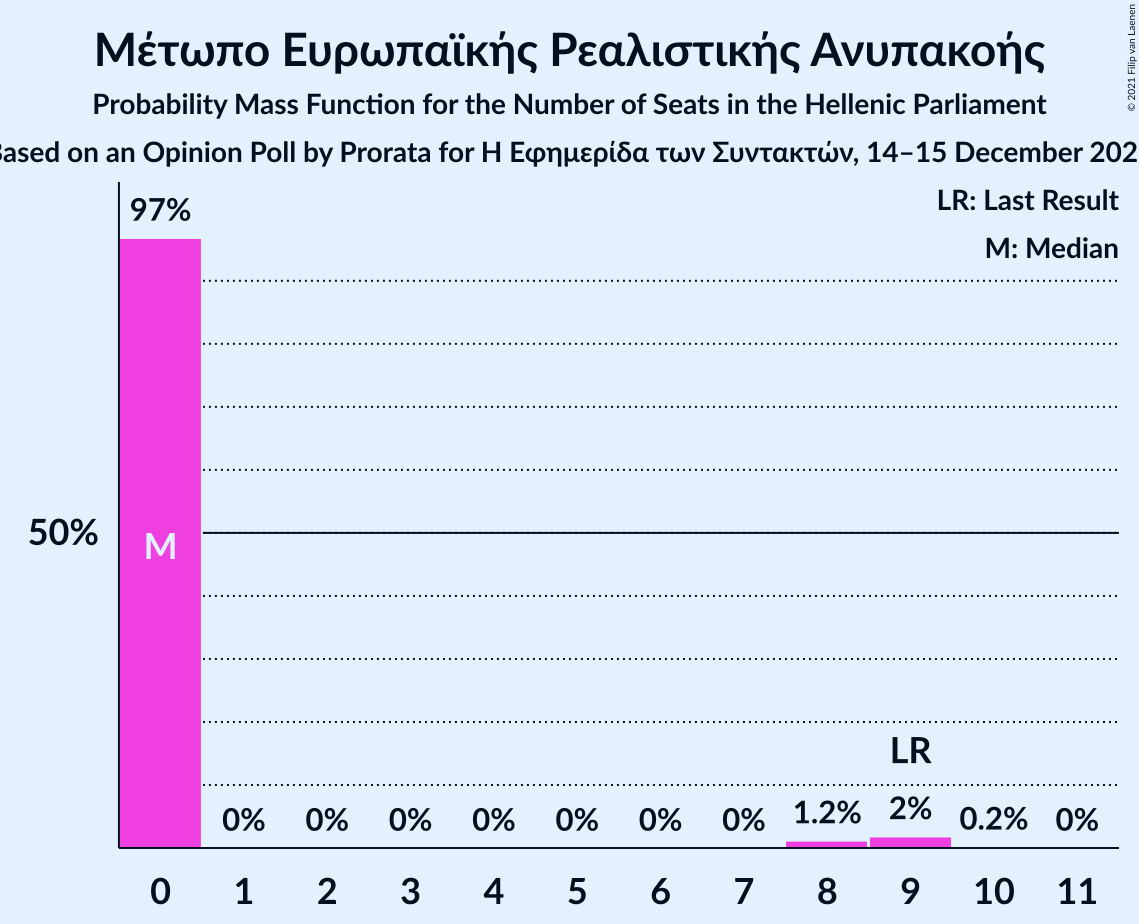 Μέτωπο Ευρωπαϊκής Ρεαλιστικής Ανυπακοής
Probability Mass Function for the Number of Seats in the Hellenic Parliament
Based on an Opinion Poll by Prorata for Η Εφημερίδα των Συντακτών, 14–15 December 202
© 2021 Filip van Laenen
LR: Last Result
M: Median
97%
50%
M
LR
0% 0% 0% 0% 0% 0% 0% 1.2% 2% 0.2% 0%
0 1 2 3 4 5 6 7 8 9 10 11